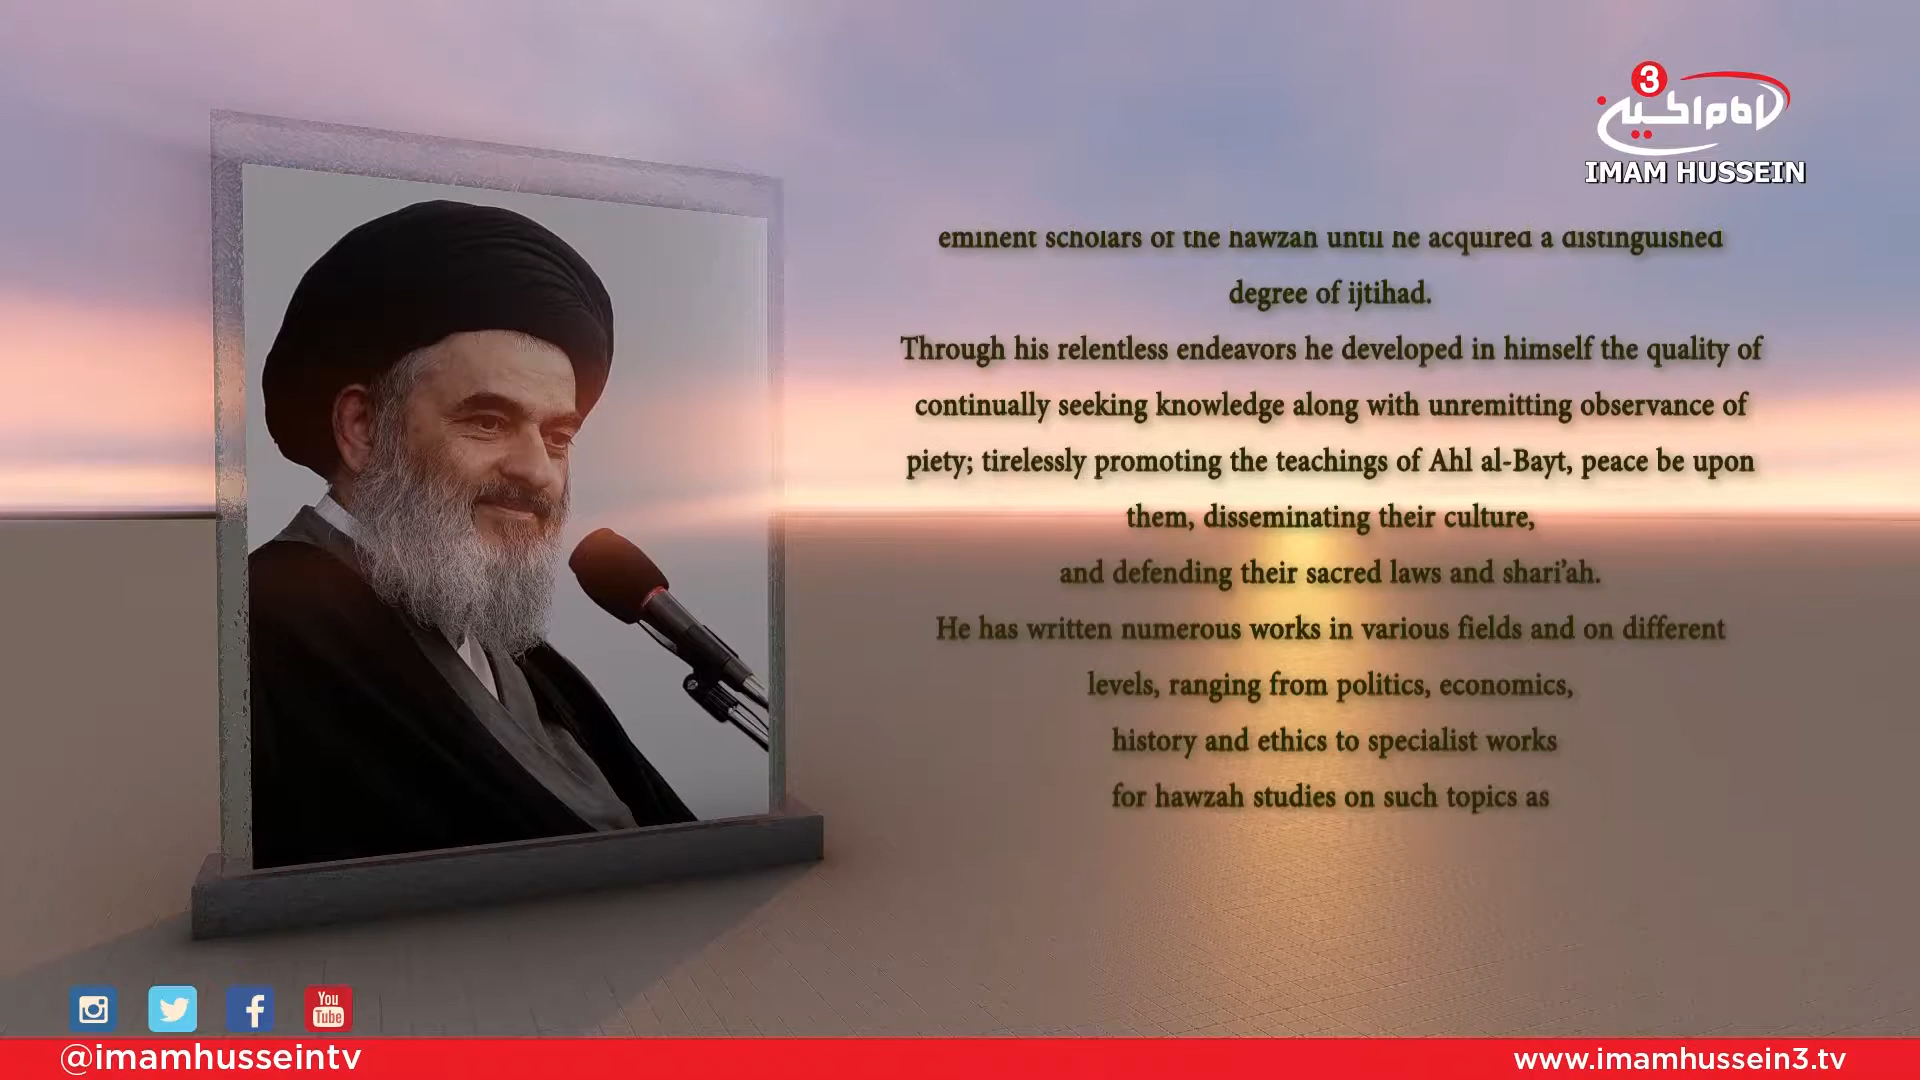 3
الامام الحسين
IMAM HUSSEIN
eminent scholars of the hawzah until he acquired a distinguished
degree of ijtihad.
Through his relentless endeavors he developed in himself the quality of
continually seeking knowledge along with unremitting observance of
piety; tirelessly promoting the teachings of Ahl al-Bayt, peace be upon
them, disseminating their culture,
and defending their sacred laws and shari'ah.
He has written numerous works in various fields and on different
levels, ranging from politics, economics,
history and ethics to specialist works
for hawzah studies on such topics as
You
Tube
@imamhusseintv
www.imamhussein3.tv